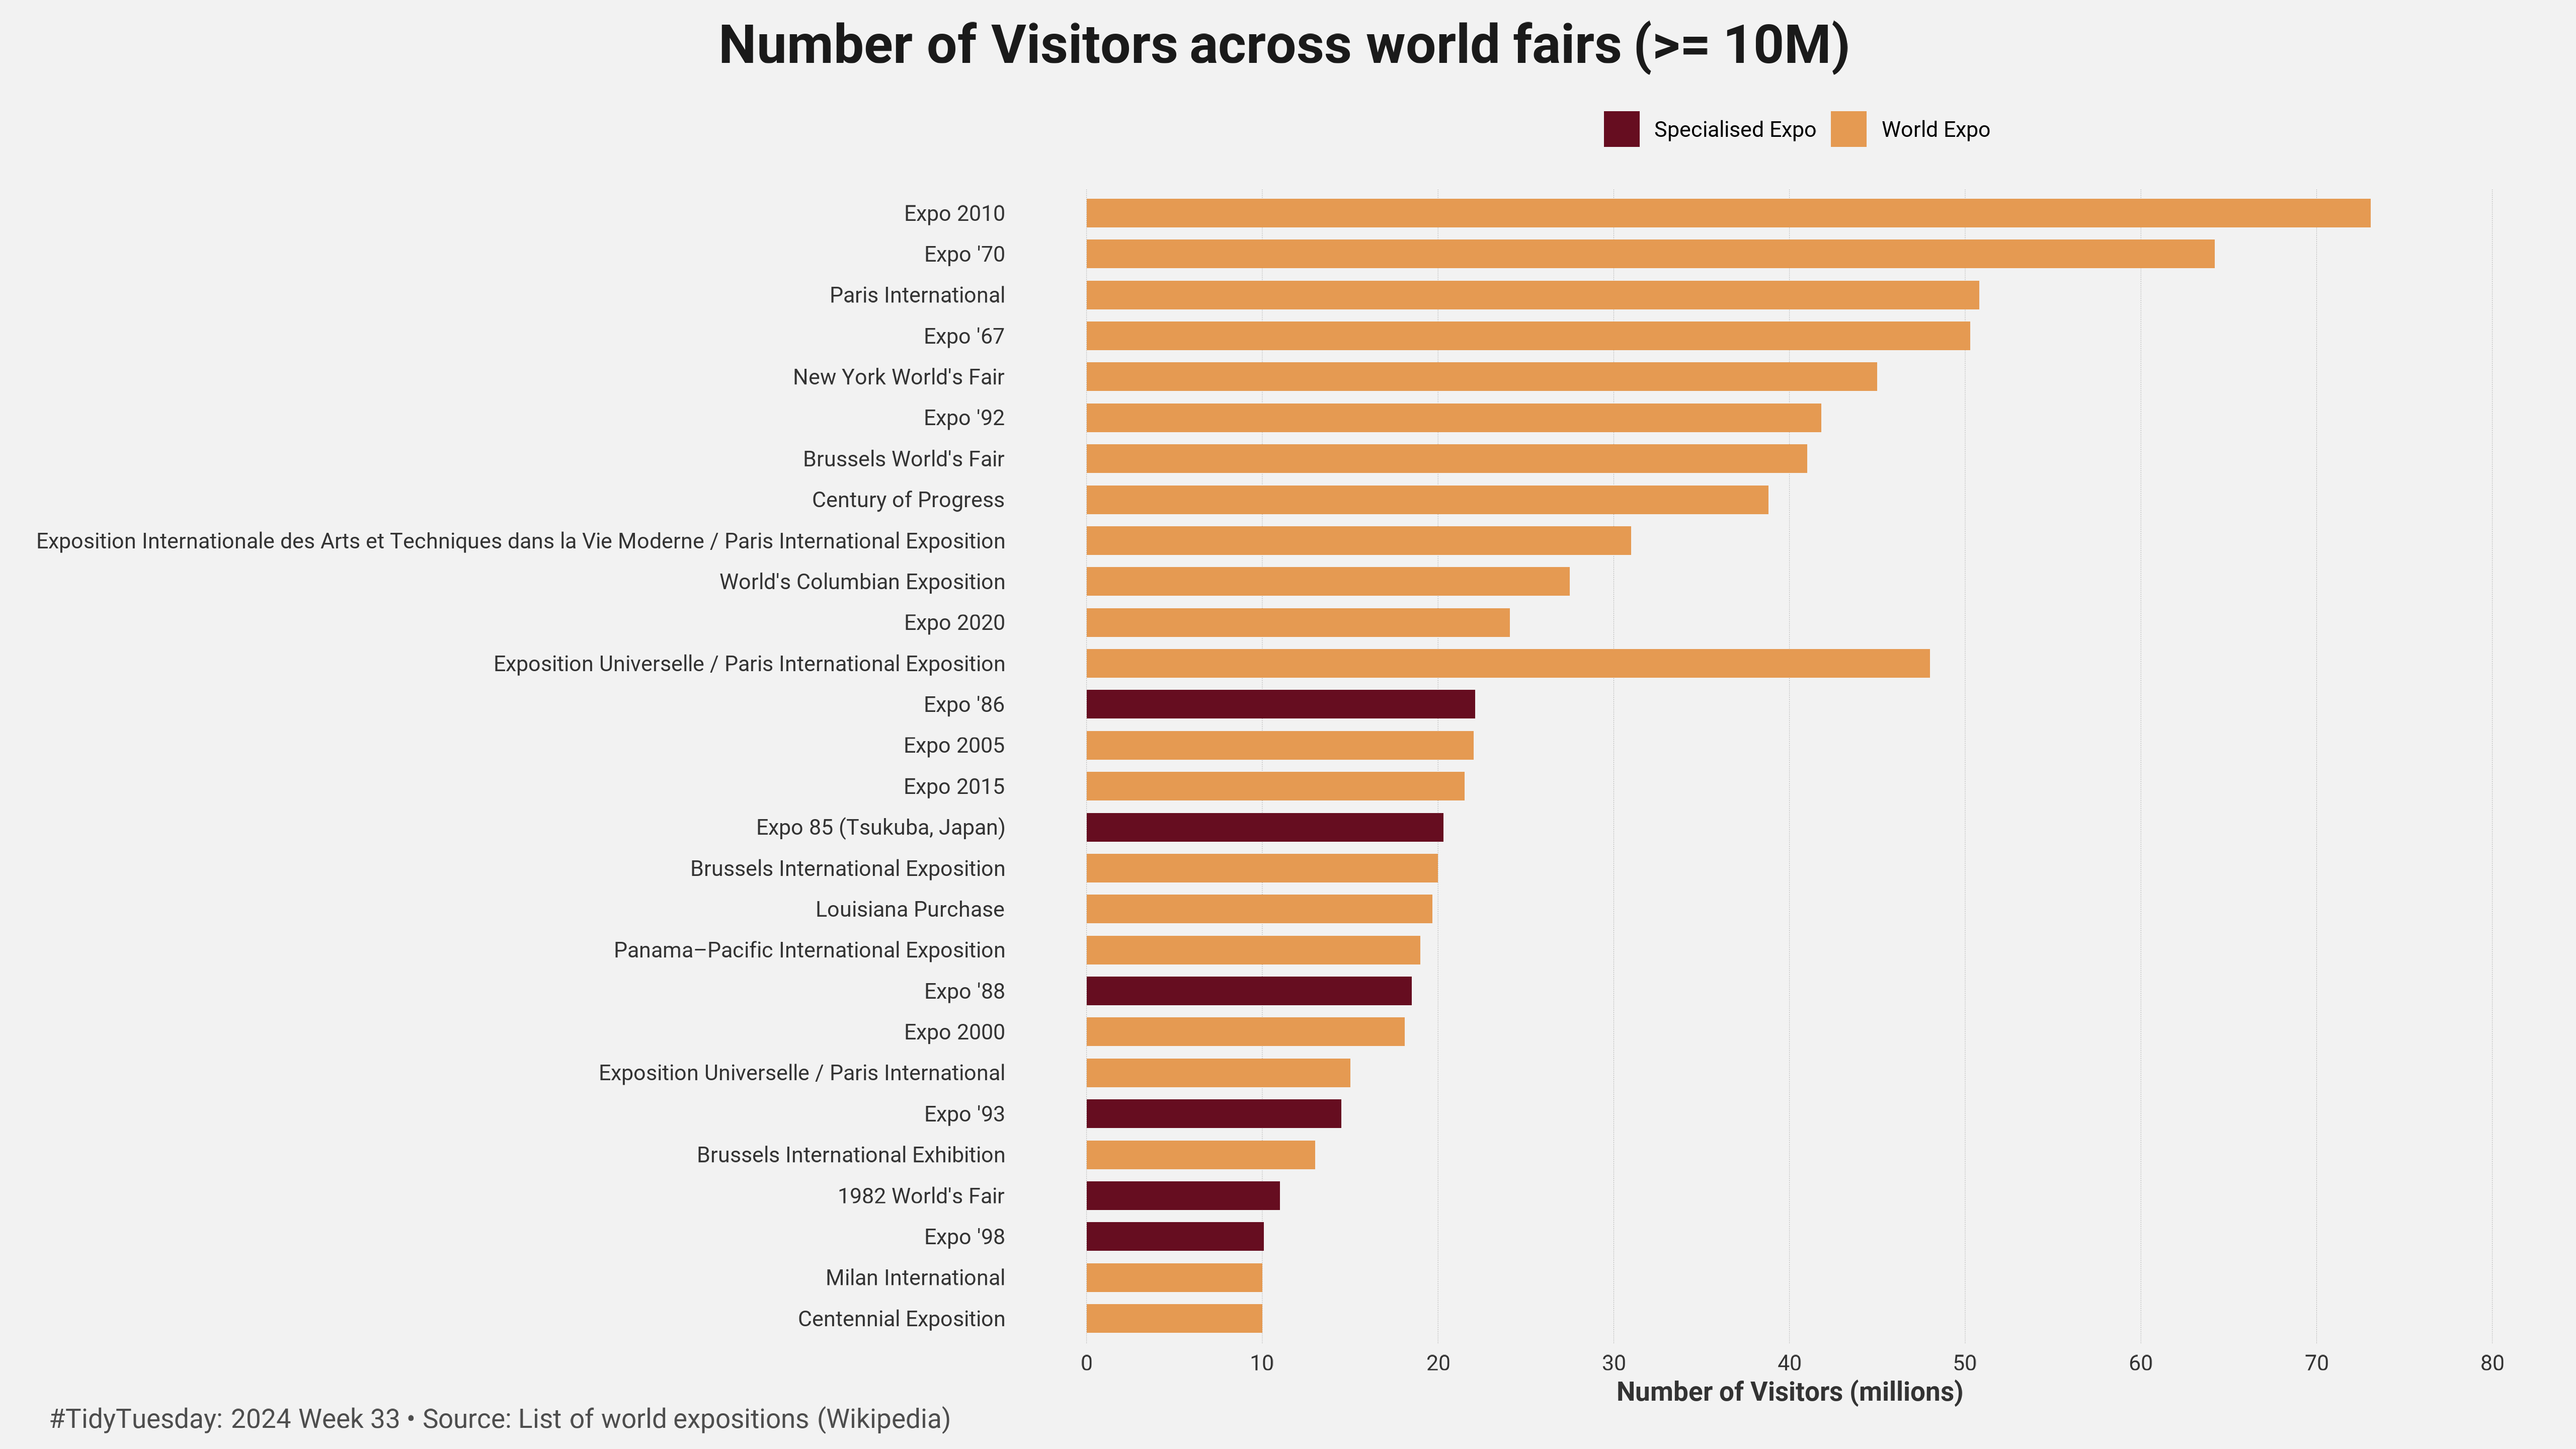 Number of Visitors across world fairs (>= 10M)
Specialised Expo
World Expo
Expo 2010
Expo '70
Paris International
Expo '67
New York World's Fair
Expo '92
Brussels World's Fair
Century of Progress
Exposition Internationale des Arts et Techniques dans la Vie Moderne / Paris International Exposition
World's Columbian Exposition
Expo 2020
Exposition Universelle / Paris International Exposition
Expo '86
Expo 2005
Expo 2015
Expo 85 (Tsukuba, Japan)
Brussels International Exposition
Louisiana Purchase
Panama–Pacific International Exposition
Expo '88
Expo 2000
Exposition Universelle / Paris International
Expo '93
Brussels International Exhibition
1982 World's Fair
Expo '98
Milan International
Centennial Exposition
0 10 20 30 40 50 60 70 80
Number of Visitors (millions)
#TidyTuesday: 2024 Week 33 • Source: List of world expositions (Wikipedia)